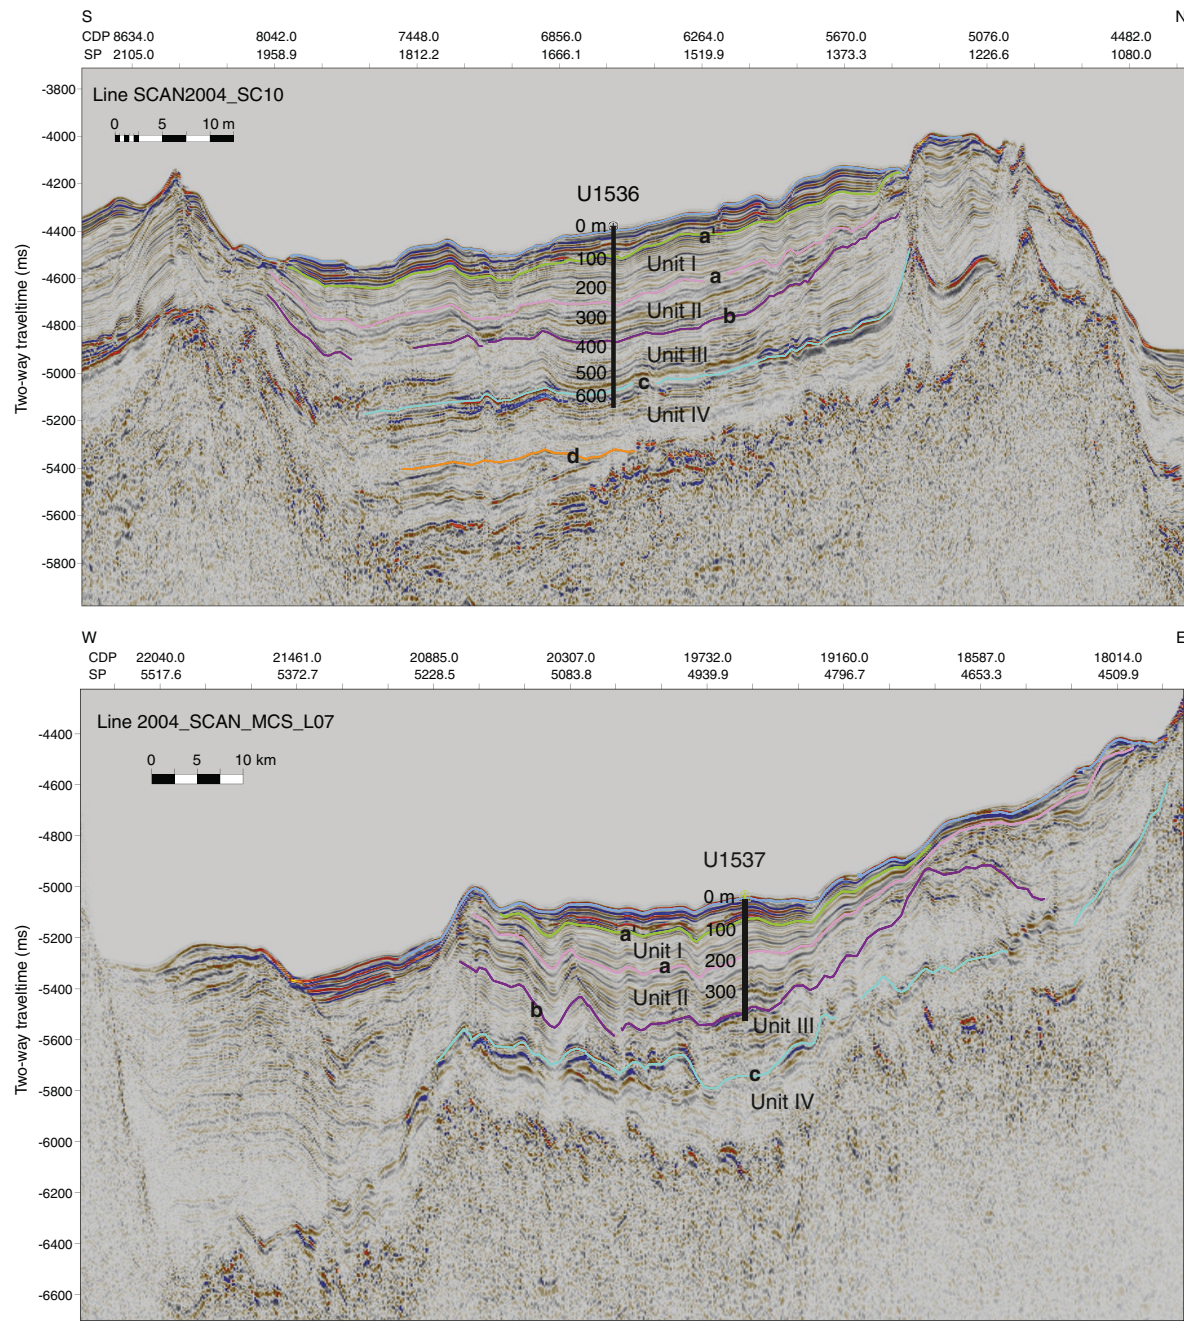 S N
CDP 8634.0 8042.0 7448.0 6856.0 6264.0 5670.0 5076.0 4482.0
SP 2105.0 1958.9 1812.2 1666.1 1519.9 1373.3 1226.6 1080.0
Line SCAN2004_SC10
0 5 10 m
Two-way traveltime (ms)
-3800
-4000
-4200
-4400
-4600
-4800
-5000
-5200
-5400
-5600
-5800
U1536
0 m
100
200
300
400
500
600
a'
Unit I
a
Unit II
b
Unit III
c
Unit IV
d
W E
CDP 22040.0 21461.0 20885.0 20307.0 19732.0 19160.0 18587.0 18014.0
SP 5517.6 5372.7 5228.5 5083.8 4939.9 4796.7 4653.3 4509.9
Line 2004_SCAN_MCS_L07
0 5 10 km
Two-way traveltime (ms)
-4400
-4600
-4800
-5000
-5200
-5400
-5600
-5800
-6000
-6200
-6400
-6600
U1537
0 m
100
200
300
a'
Unit I
a
Unit II
b
Unit III
c
Unit IV